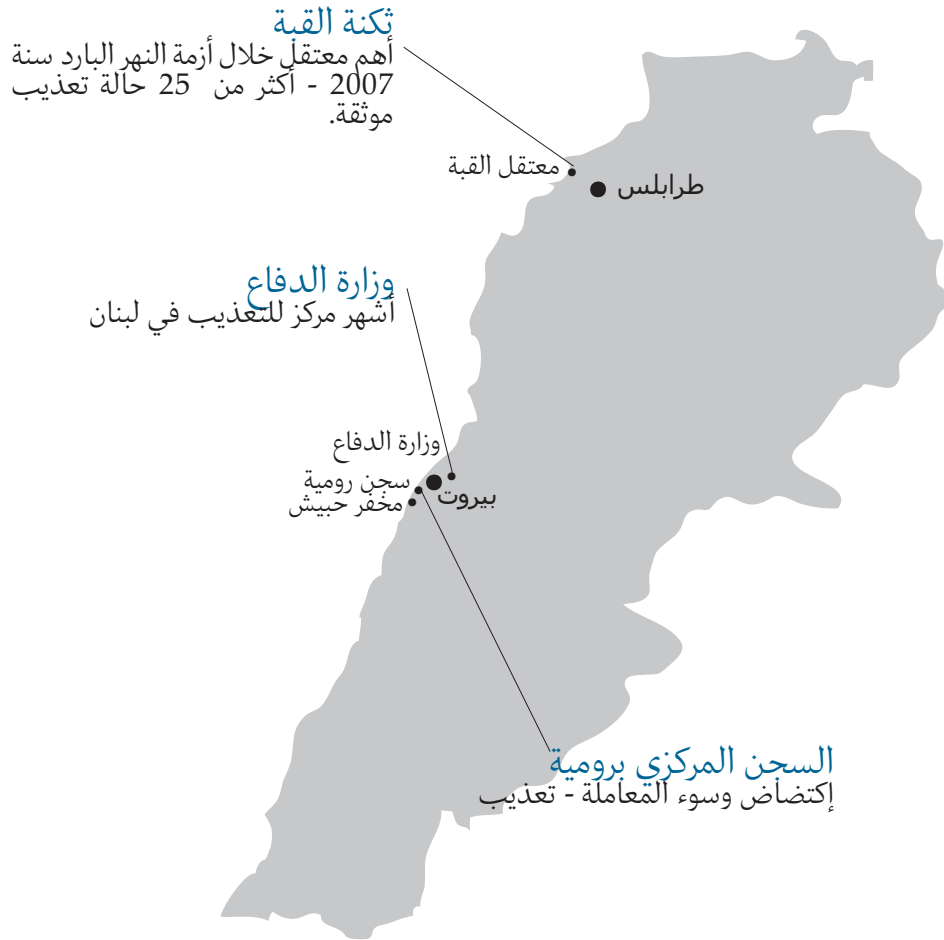 ثكنة القبة
أهم معتقل خلال أزمة النهر البارد سنة
2007 - أكثر من 25 حالة تعذيب
موثقة.
معتقل القبة
طرابلس
وزارة الدفاع
أشهر مركز للتعذيب في لبنان
وزارة الدفاع
سجن رومية
بيروت
مخفر حبيش
السجن المركزي برومية
إكتضاض وسوء المعاملة - تعذيب